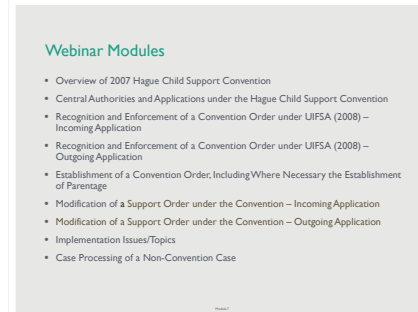 Webinar Modules
• Overview of 2007 Hague Child Support Convention
• Central Authorities and Applications under the Hague Child Support Convention
• Recognition and Enforcement of a Convention Order under UIFSA (2008) –
Incoming Application
• Recognition and Enforcement of a Convention Order under UIFSA (2008) –
Outgoing Application
• Establishment of a Convention Order, Including Where Necessary the Establishment
of Parentage
• Modification of a Support Order under the Convention – Incoming Application
• Modification of a Support Order under the Convention – Outgoing Application
• Implementation Issues/Topics
• Case Processing of a Non-Convention Case